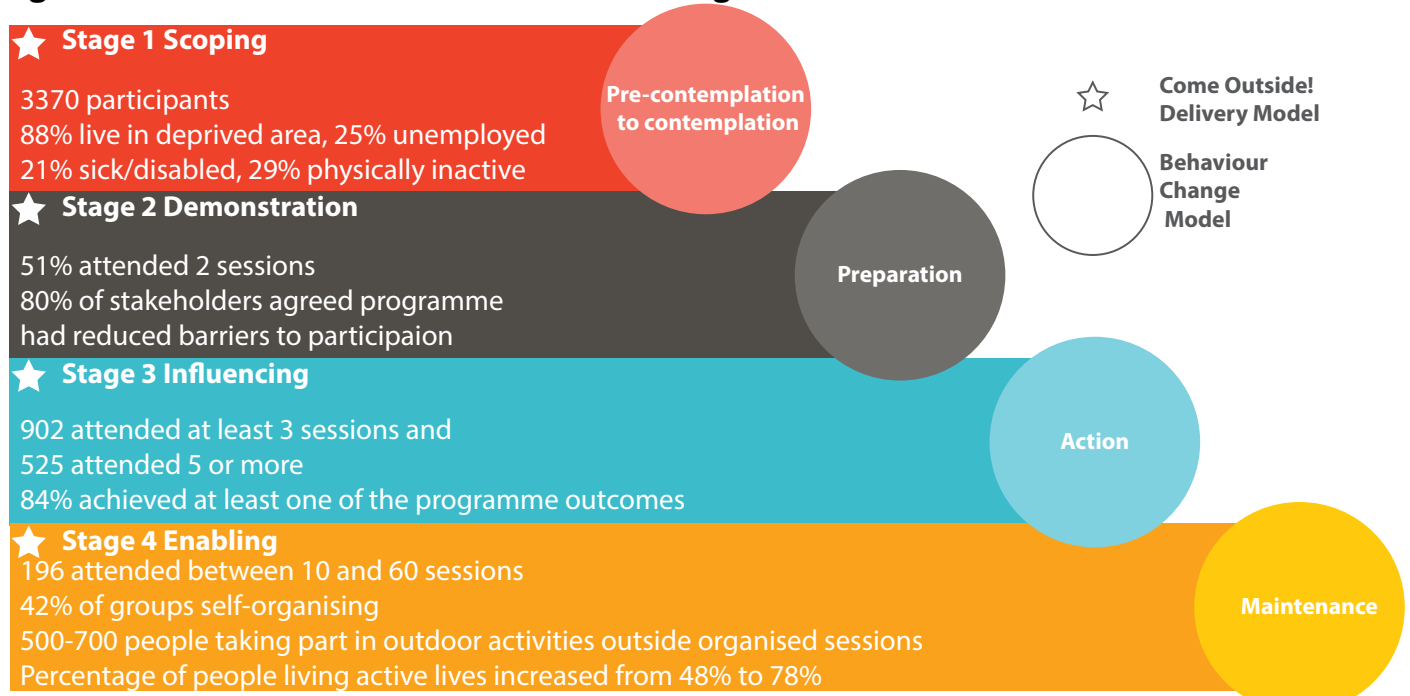 Stage 1 Scoping
3370 participants
88% live in deprived area, 25% unemployed
21% sick/disabled, 29% physically inactive
Pre-contemplation
to contemplation
Come Outside!
Delivery Model
Behaviour
Change
Model
Stage 2 Demonstration
51% attended 2 sessions
80% of stakeholders agreed programme
had reduced barriers to participaion
Preparation
Stage 3 Influencing
902 attended at least 3 sessions and
525 attended 5 or more
84% achieved at least one of the programme outcomes
Action
Stage 4 Enabling
196 attended between 10 and 60 sessions
42% of groups self-organising
500-700 people taking part in outdoor activities outside organised sessions
Percentage of people living active lives increased from 48% to 78%
Maintenance